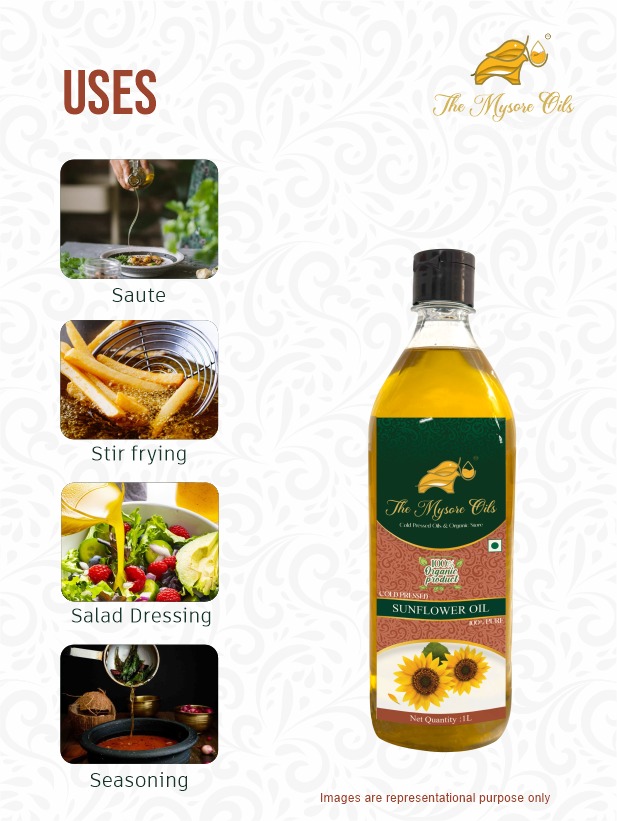 USES
The Mysore Oils
Saute
Stir frying
Salad Dressing
Seasoning
The Mysore Oils
Cold Pressed Oils & Organic Store
100%
Organic
product
COLD PRESSED
SUNFLOWER OIL
100% PURE
Net Quantity : 1L
Images are representational purpose only